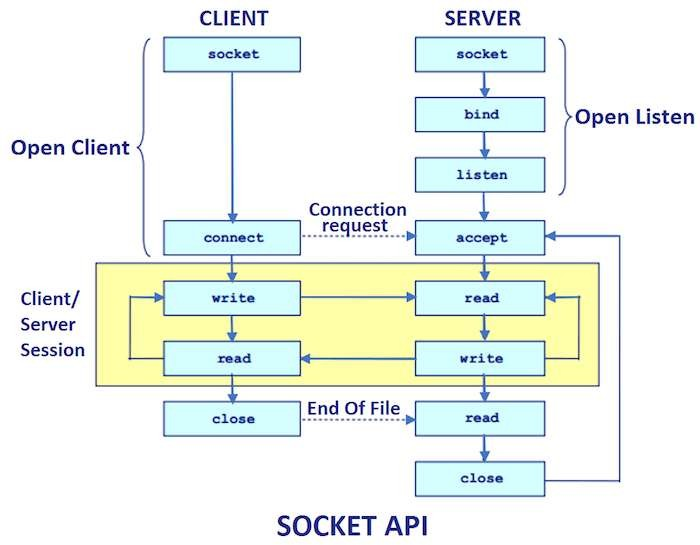 CLIENT
SERVER
socket
socket
bind
Open Client
Open Listen
listen
Connection
request
connect
accept
Client/
Server
Session
write
read
read
write
close
End Of File
read
close
SOCKET API